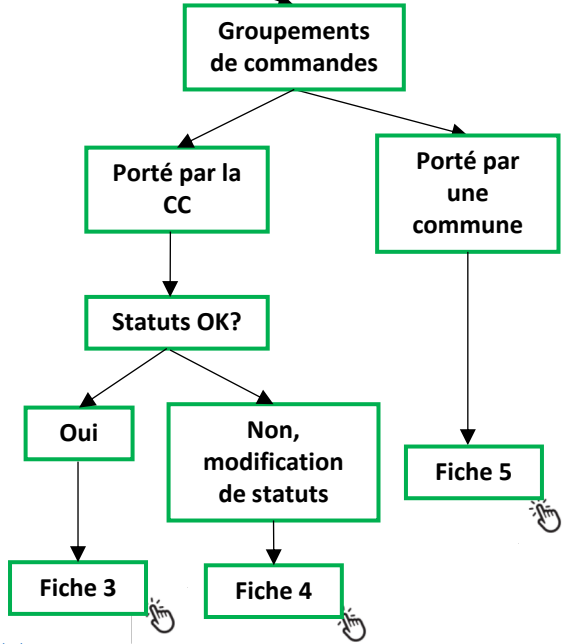 Groupements
de commandes
Porté par la
CC
Porté par
une
commune
Statuts OK?
Oui
Non,
modification
de statuts
Fiche 5
Fiche 3
Fiche 4